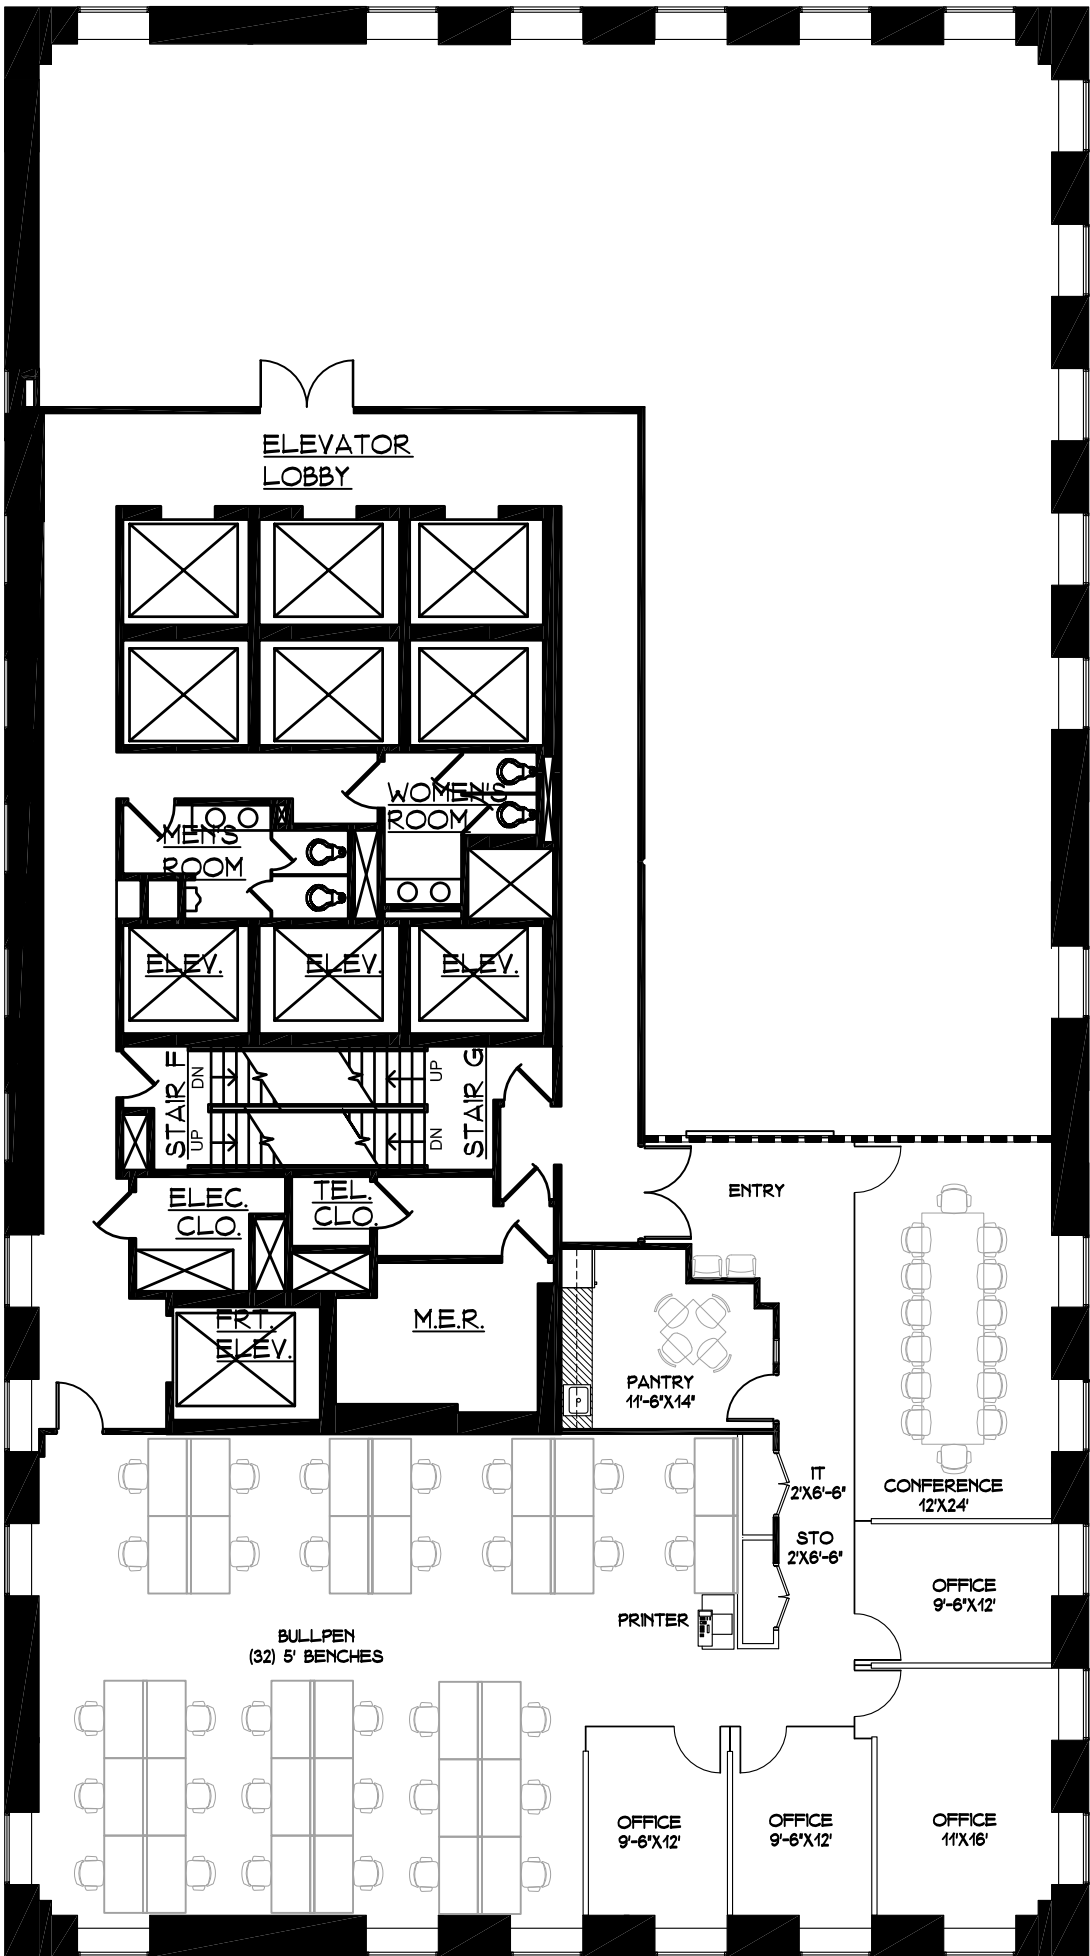 ELEVATOR
LOBBY
WOMEN'S
ROOM
MEN'S
ROOM
ELEV.
ELEV.
ELEV.
STAIR F
DN
UP
UP
DN
STAIR G
ELEC.
CLO.
TEL.
CLO.
ENTRY
FRT.
ELEV.
M.E.R.
PANTRY
11'-6"X14"
IT
2'X6'-6"
CONFERENCE
12'X24'
STO
2'X6'-6"
OFFICE
9'-6"X12'
PRINTER
BULLPEN
(32) 5' BENCHES
OFFICE
9'-6"X12'
OFFICE
9'-6"X12'
OFFICE
11'X16'